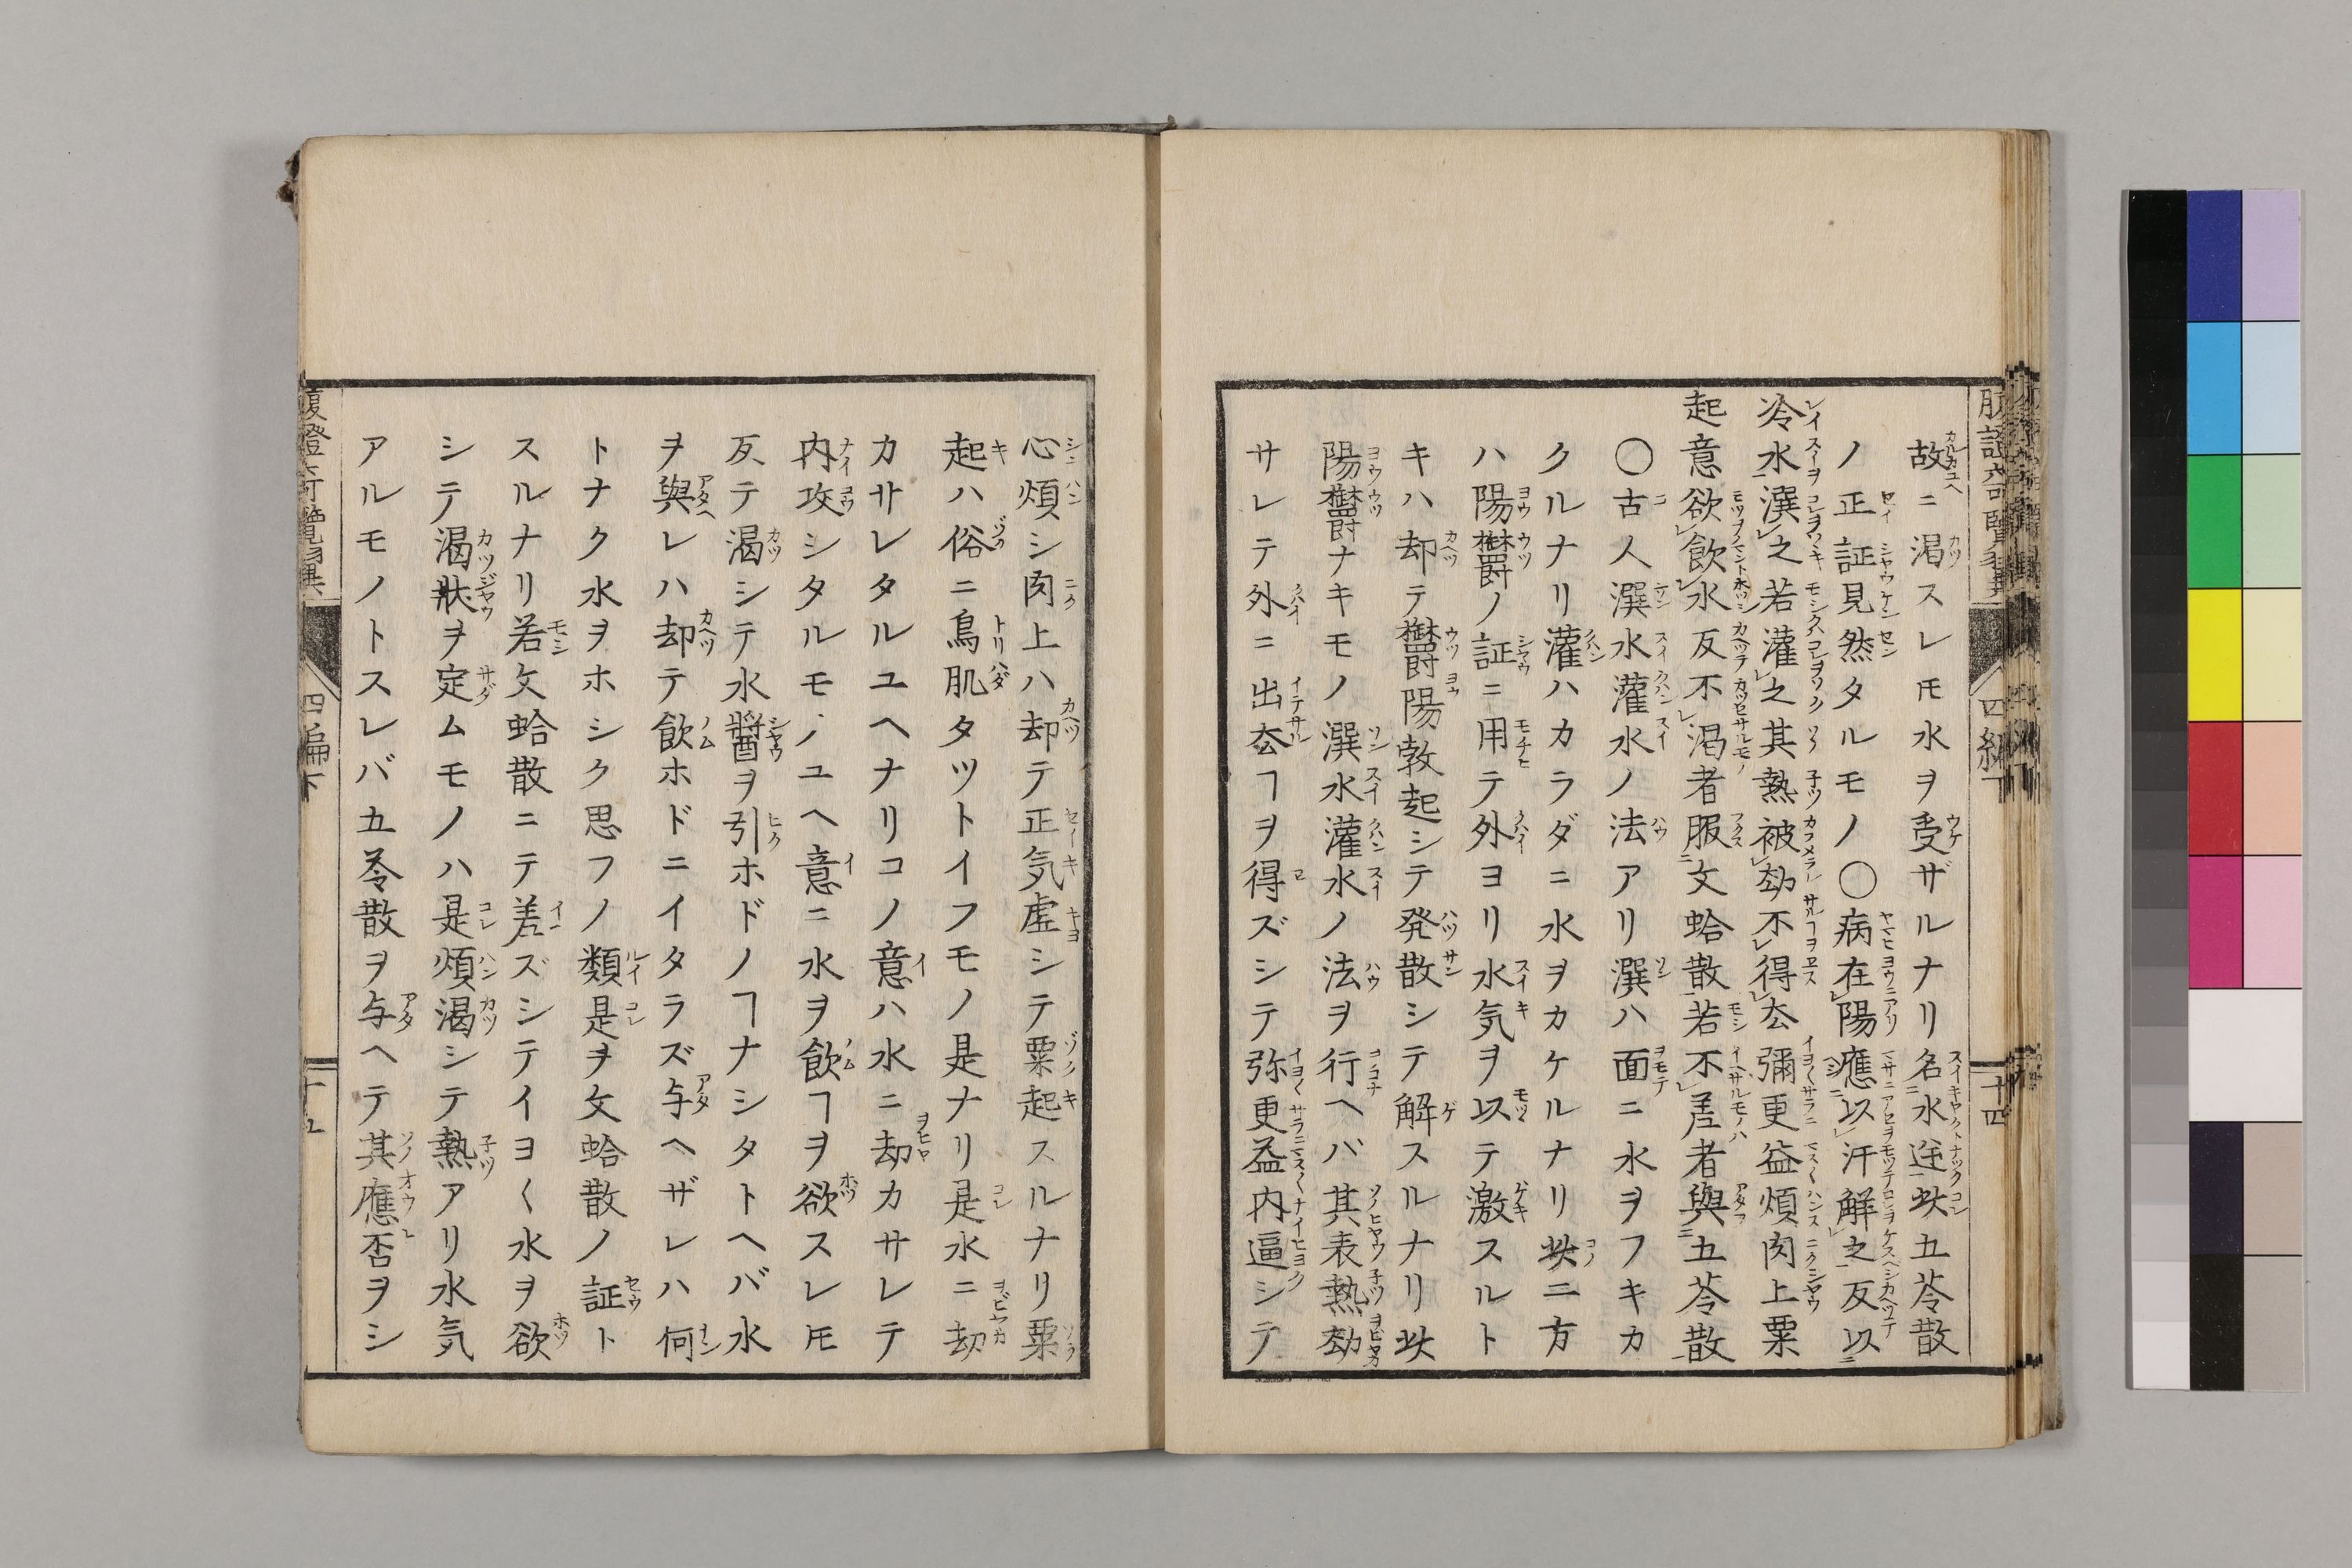 故ニ渇スレ𪜈水ヲ受ザルナリ名水逆此五苓散
ノ正証見然タルモノ〇病在陽應以汗解之反以
冷水潠之若灌之其熱被劫不得去彌更益煩肉上粟
起意欲飲水反不渇者服文蛤散若不差者與五苓散
〇古人潠水灌水ノ法アリ潠ハ面ニ水ヲフキカ
クルナリ灌ハカラダニ水ヲカケルナリ此二方
ハ陽欝ノ証ニ用テ外ヨリ水気ヲ以テ激スルト
キハ却テ欝陽敦起シテ発散シテ解スルナリ此
陽欝ナキモノ潠水灌水ノ法ヲ行ヘバ其表熱劫
サレテ外ニ出去ヿヲ得ズシテ弥更益内逼シテ
心煩シ肉上ハ却テ正気虚シテ粟起スルナリ粟
起ハ俗ニ鳥肌タツトイフモノ是ナリ是水ニ劫
カサレタルユヘナリコノ意ハ水ニ劫カサレテ
内攻シタルモノユヘ意ニ水ヲ飲ヿヲ欲スレ𪜈
反テ渇シテ水醤ヲ引ホドノヿナシタトヘバ水
ヲ與レハ却テ飲ホドニイタラズ与ヘザレハ何
トナク水ヲホシク思フノ類是ヲ文蛤散ノ証ト
スルナリ若文蛤散ニテ差ズシテイヨ〱水ヲ欲
シテ渇状ヲ定ムモノハ是煩渇シテ熱アリ水気
アルモノトスレバ五苓散ヲ与ヘテ其應否ヲシ
腹證奇覧翼
四編下